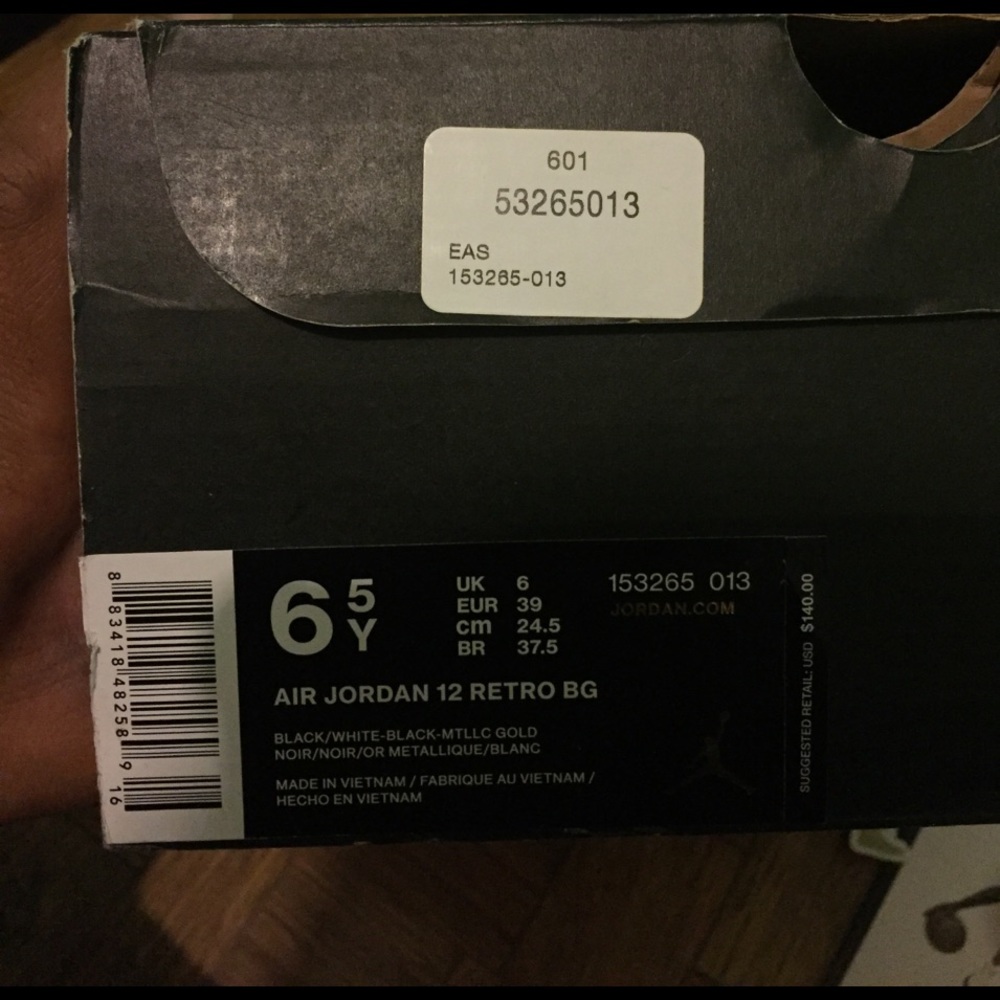 601
53265013
EAS
153265-013
8 83418 48258 9 16
6 5 Y
UK 6
EUR 39
cm 24.5
BR 37.5
153265 013
JORDAN.COM
AIR JORDAN 12 RETRO BG
BLACK/WHITE-BLACK-MTLLC GOLD
NOIR/NOIR/OR METALLIQUE/BLANC
MADE IN VIETNAM / FABRIQUE AU VIETNAM /
HECHO EN VIETNAM
SUGGESTED RETAIL: USD $140.00